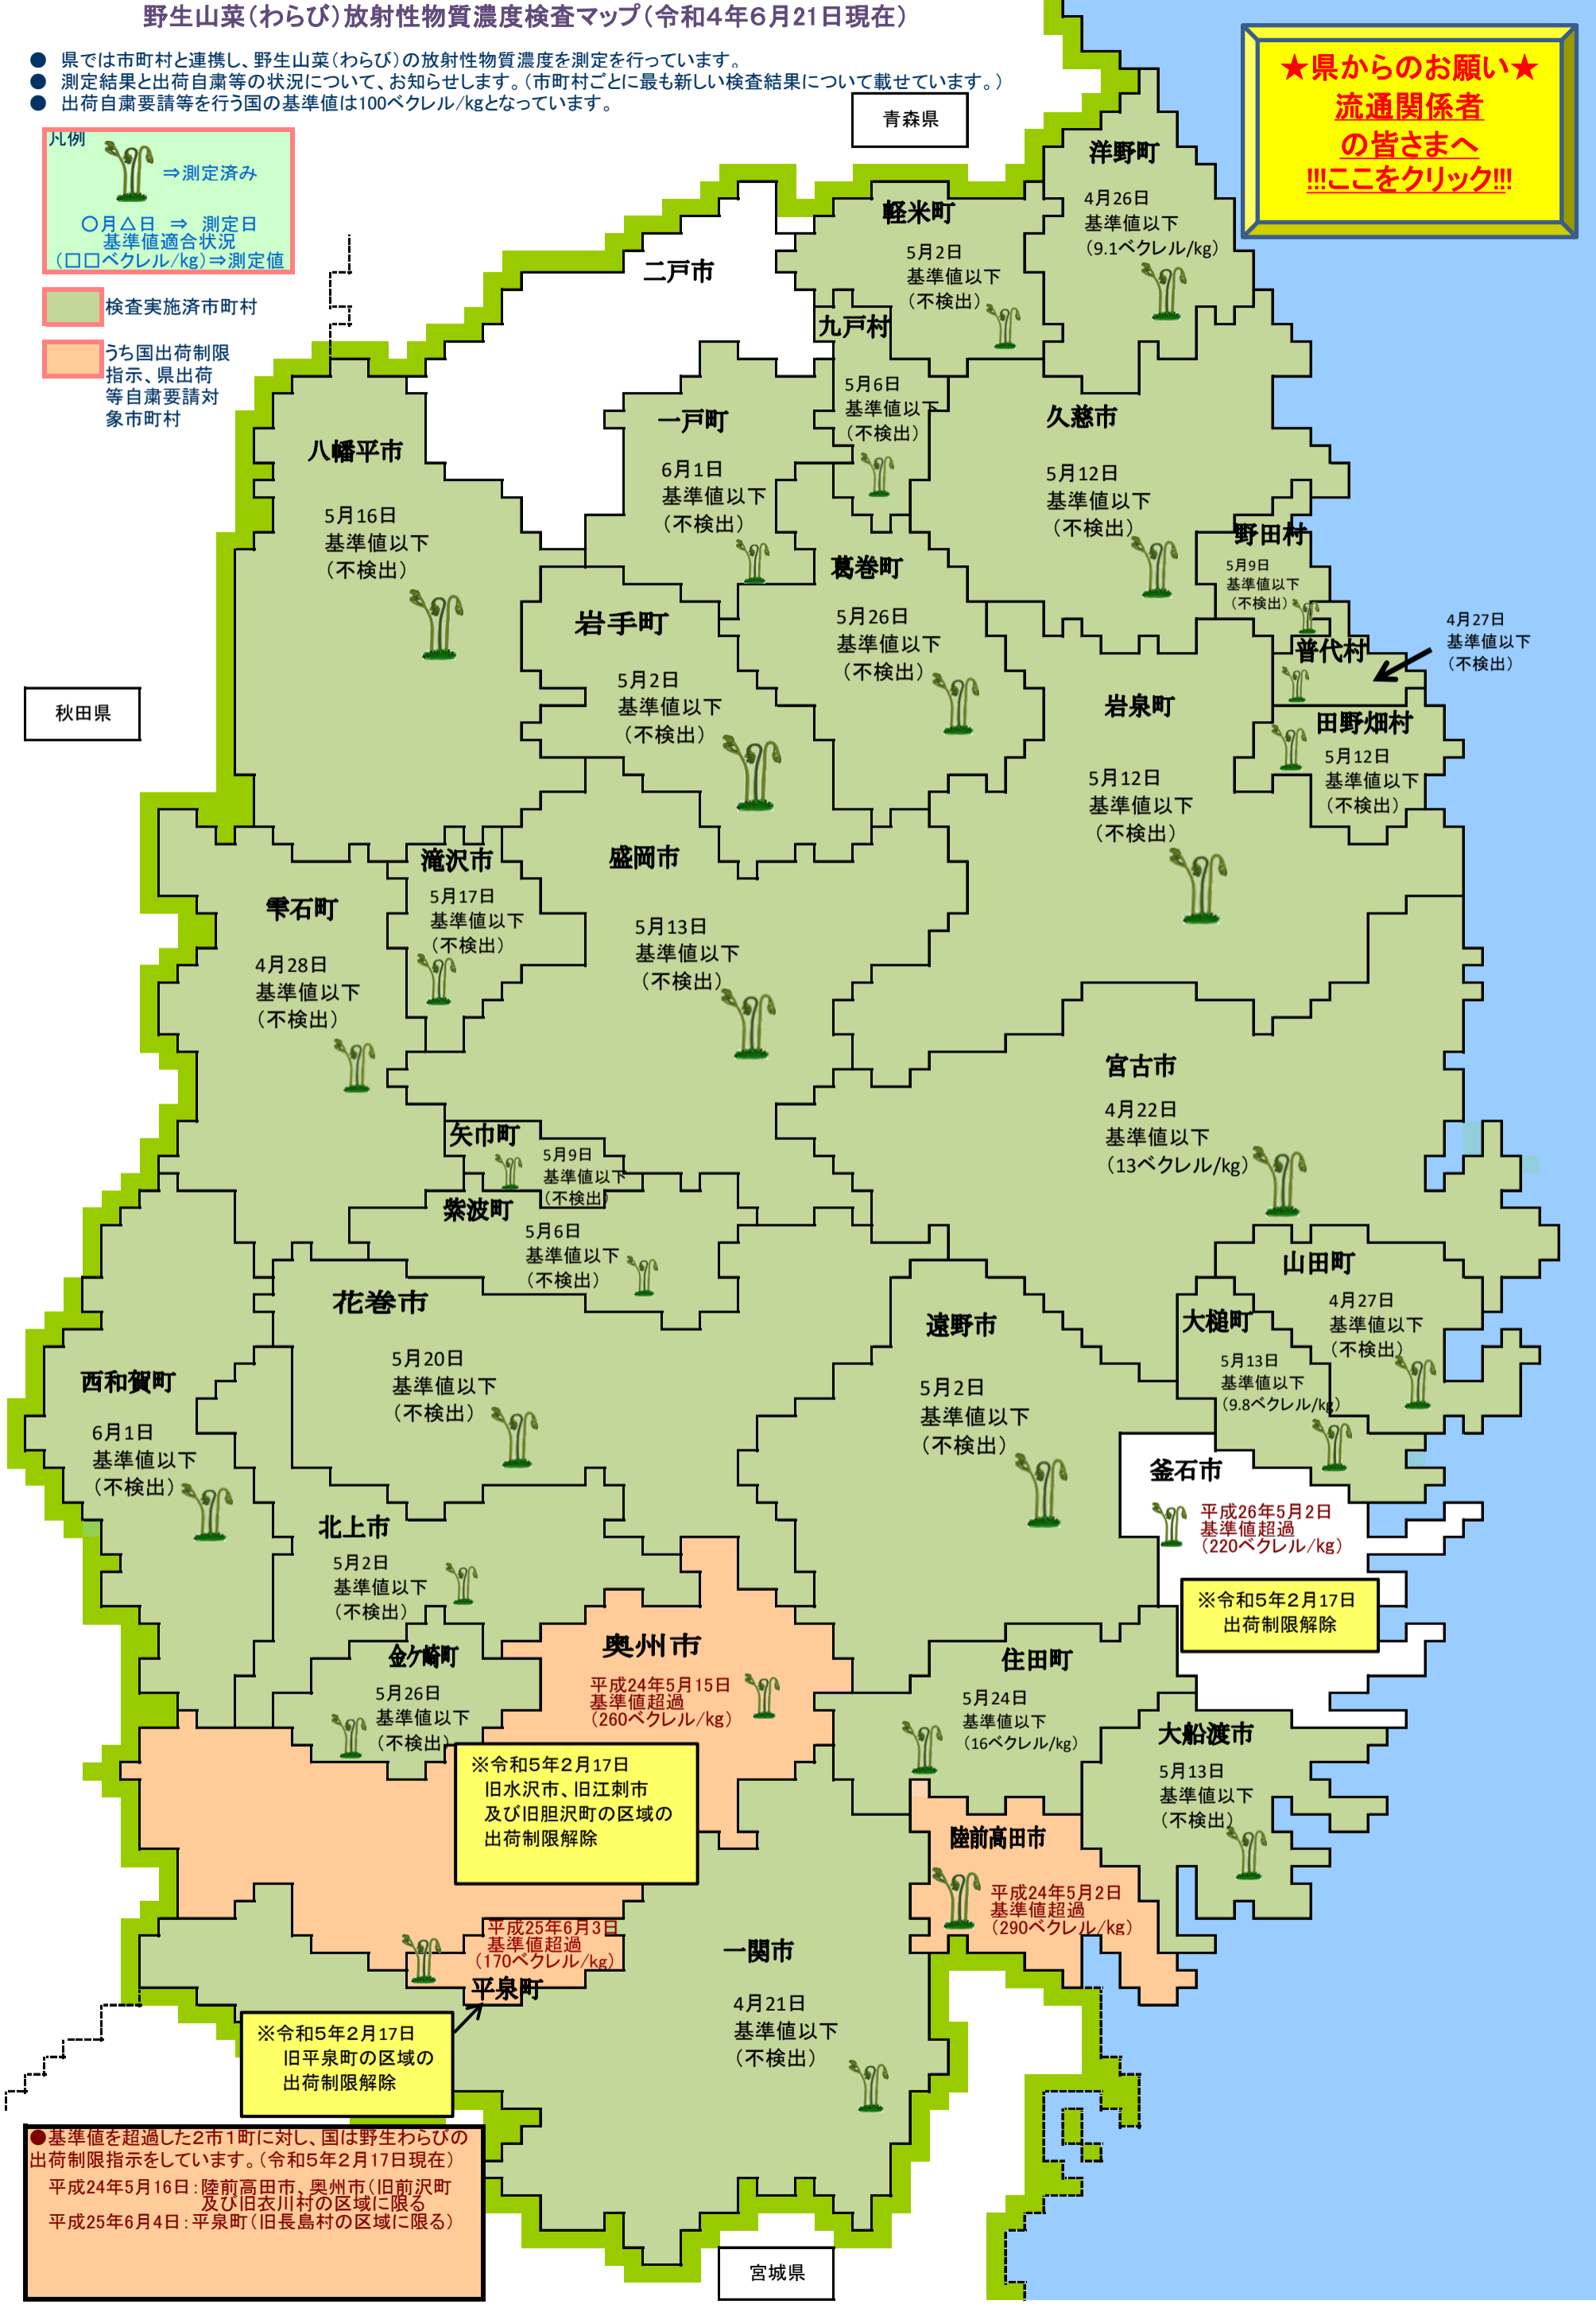 野生山菜（わらび）放射性物質濃度検査マップ（令和４年６月21日現在）
● 県では市町村と連携し、野生山菜（わらび）の放射性物質濃度を測定を行っています。
● 測定結果と出荷自粛等の状況について、お知らせします。（市町村ごとに最も新しい検査結果について載せています。）
● 出荷自粛要請等を行う国の基準値は100ベクレル/kgとなっています。
★県からのお願い★
流通関係者
の皆さまへ
!!!ここをクリック!!!
凡例
⇒測定済み
〇月△日 ⇒ 測定日
基準値適合状況
（□□ベクレル/kg）⇒測定値
検査実施済市町村
うち国出荷制限
指示、県出荷
等自粛要請対
象市町村
青森県
洋野町
4月26日
基準値以下
（9.1ベクレル/kg）
軽米町
5月2日
基準値以下
（不検出）
二戸市
九戸村
5月6日
基準値以下
（不検出）
一戸町
6月1日
基準値以下
（不検出）
久慈市
5月12日
基準値以下
（不検出）
八幡平市
5月16日
基準値以下
（不検出）
野田村
5月9日
基準値以下
（不検出）
葛巻町
5月26日
基準値以下
（不検出）
岩手町
5月2日
基準値以下
（不検出）
普代村
4月27日
基準値以下
（不検出）
秋田県
岩泉町
5月12日
基準値以下
（不検出）
田野畑村
5月12日
基準値以下
（不検出）
滝沢市
5月17日
基準値以下
（不検出）
盛岡市
5月13日
基準値以下
（不検出）
雫石町
4月28日
基準値以下
（不検出）
宮古市
4月22日
基準値以下
（13ベクレル/kg）
矢巾町
5月9日
基準値以下
（不検出）
紫波町
5月6日
基準値以下
（不検出）
山田町
4月27日
基準値以下
（不検出）
花巻市
5月20日
基準値以下
（不検出）
遠野市
5月2日
基準値以下
（不検出）
大槌町
5月13日
基準値以下
（9.8ベクレル/kg）
西和賀町
6月1日
基準値以下
（不検出）
釜石市
平成26年5月2日
基準値超過
（220ベクレル/kg）
※令和５年２月17日
出荷制限解除
北上市
5月2日
基準値以下
（不検出）
金ケ崎町
5月26日
基準値以下
（不検出）
奥州市
平成24年5月15日
基準値超過
（260ベクレル/kg）
※令和５年２月17日
旧水沢市、旧江刺市
及び旧胆沢町の区域の
出荷制限解除
住田町
5月24日
基準値以下
（16ベクレル/kg）
大船渡市
5月13日
基準値以下
（不検出）
陸前高田市
平成24年5月2日
基準値超過
（290ベクレル/kg）
平成25年6月3日
基準値超過
（170ベクレル/kg）
平泉町
一関市
4月21日
基準値以下
（不検出）
※令和５年２月17日
旧平泉町の区域の
出荷制限解除
●基準値を超過した2市1町に対し、国は野生わらびの
出荷制限指示をしています。（令和５年２月17日現在）
平成24年5月16日：陸前高田市、奥州市（旧前沢町
及び旧衣川村の区域に限る
平成25年6月4日：平泉町（旧長島村の区域に限る）
宮城県